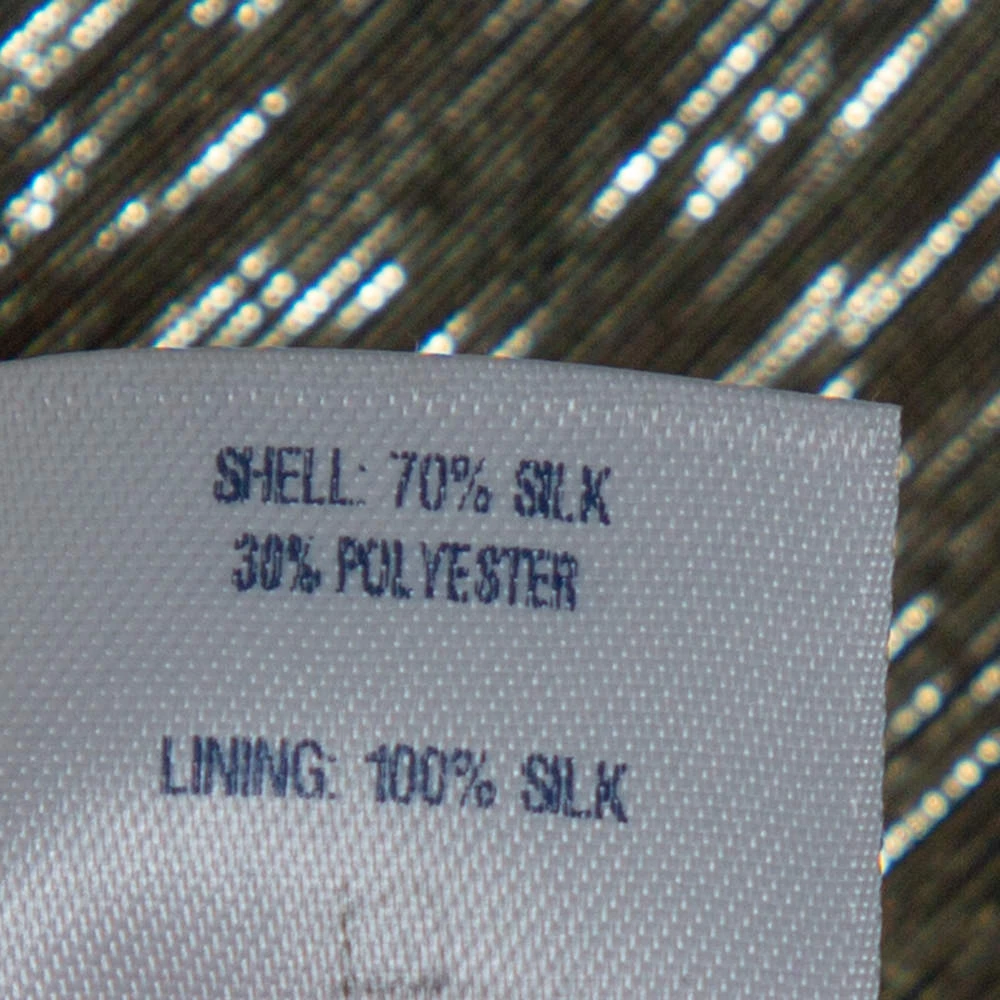 SHELL: 70% SILK
30% POLYESTER
LINING: 100% SILK